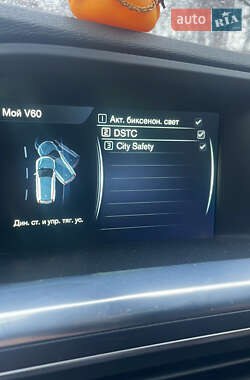 AUTO
RIA
Мой V60
1 Акт. биксенон. свет
2 DSTC
3 City Safety
Дин. ст. и упр. тяг. ус.